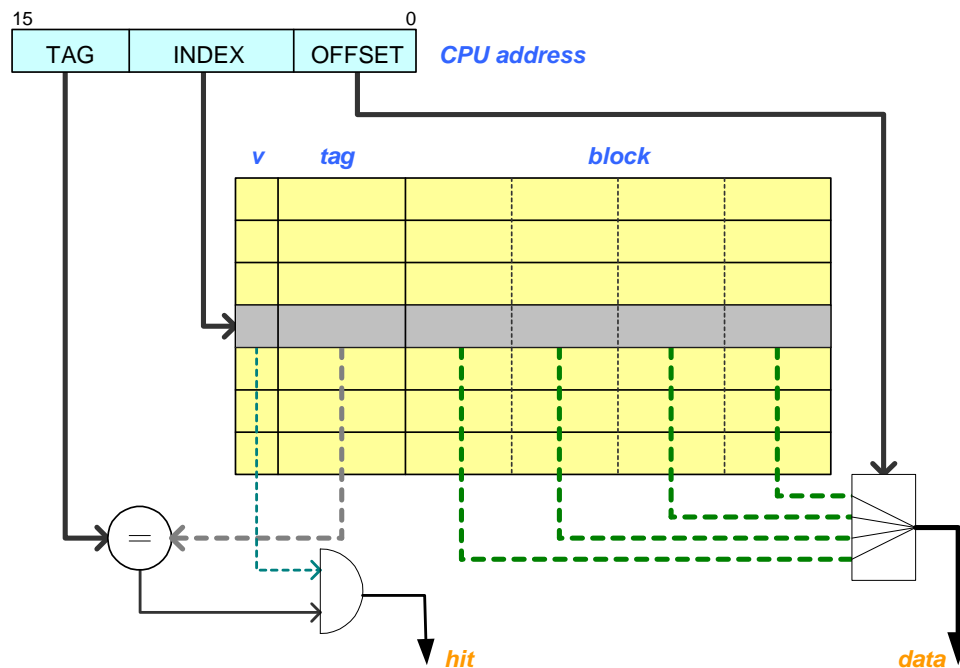 15 0
TAG INDEX OFFSET CPU address
v tag block
=
hit data